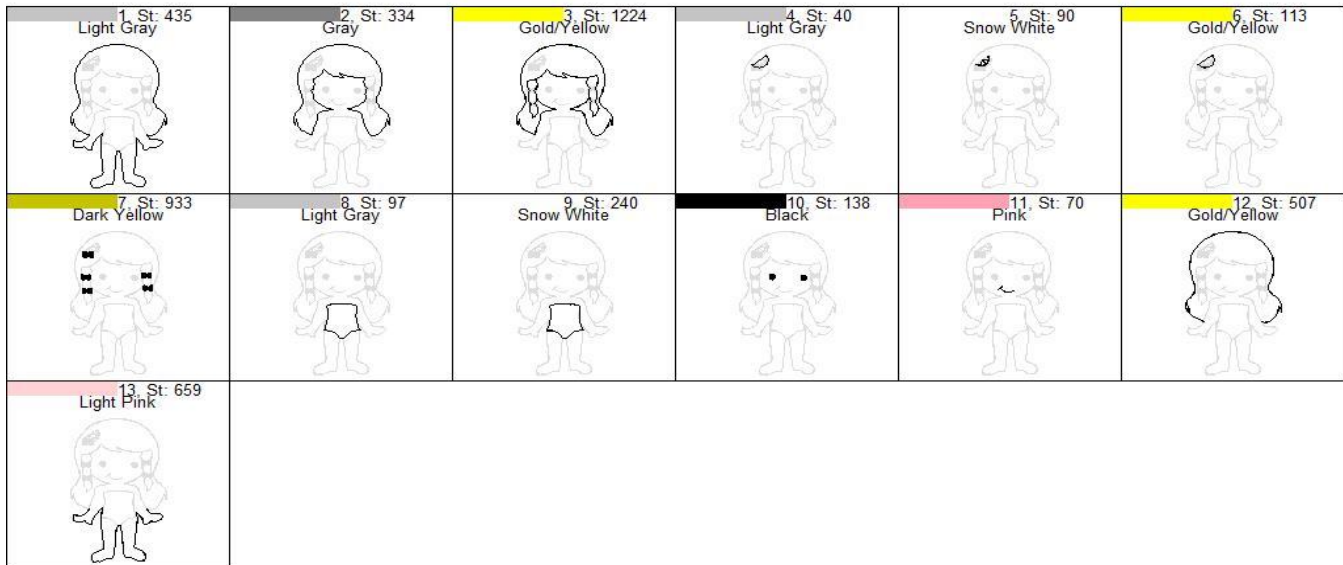 1, St: 435
Light Gray
2, St: 334
Gray
3, St: 1224
Gold/Yellow
4, St: 40
Light Gray
5, St: 90
Snow White
6, St: 113
Gold/Yellow
7, St: 933
Dark Yellow
8, St: 97
Light Gray
9, St: 240
Snow White
10, St: 138
Black
11, St: 70
Pink
12, St: 507
Gold/Yellow
13, St: 659
Light Pink